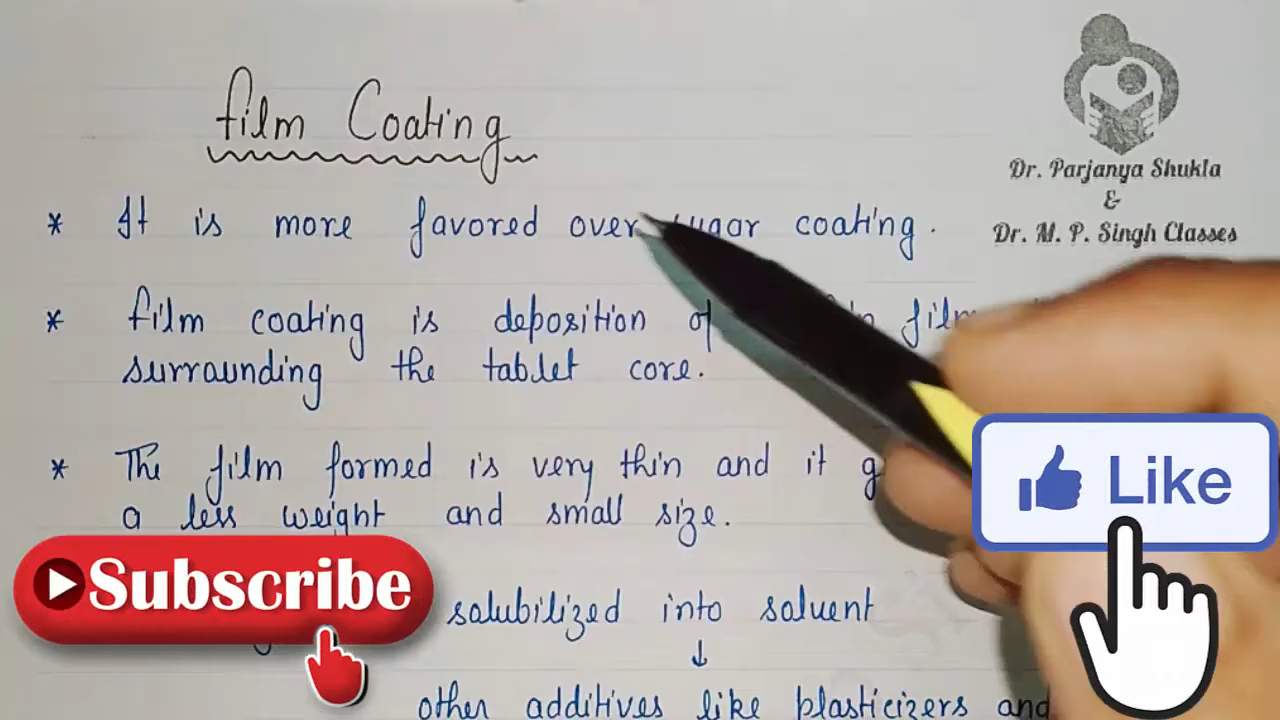 Film Coating
* It is more favored over sugar coating.
* film coating is deposition of film
surrounding the tablet core.
* The film formed is very thin and it
a less weight and small size.
solubilized into solvent
↓
other additives like plasticizers and
Dr. Parjanya Shukla
&
Dr. M. P. Singh Classes
Like
Subscribe